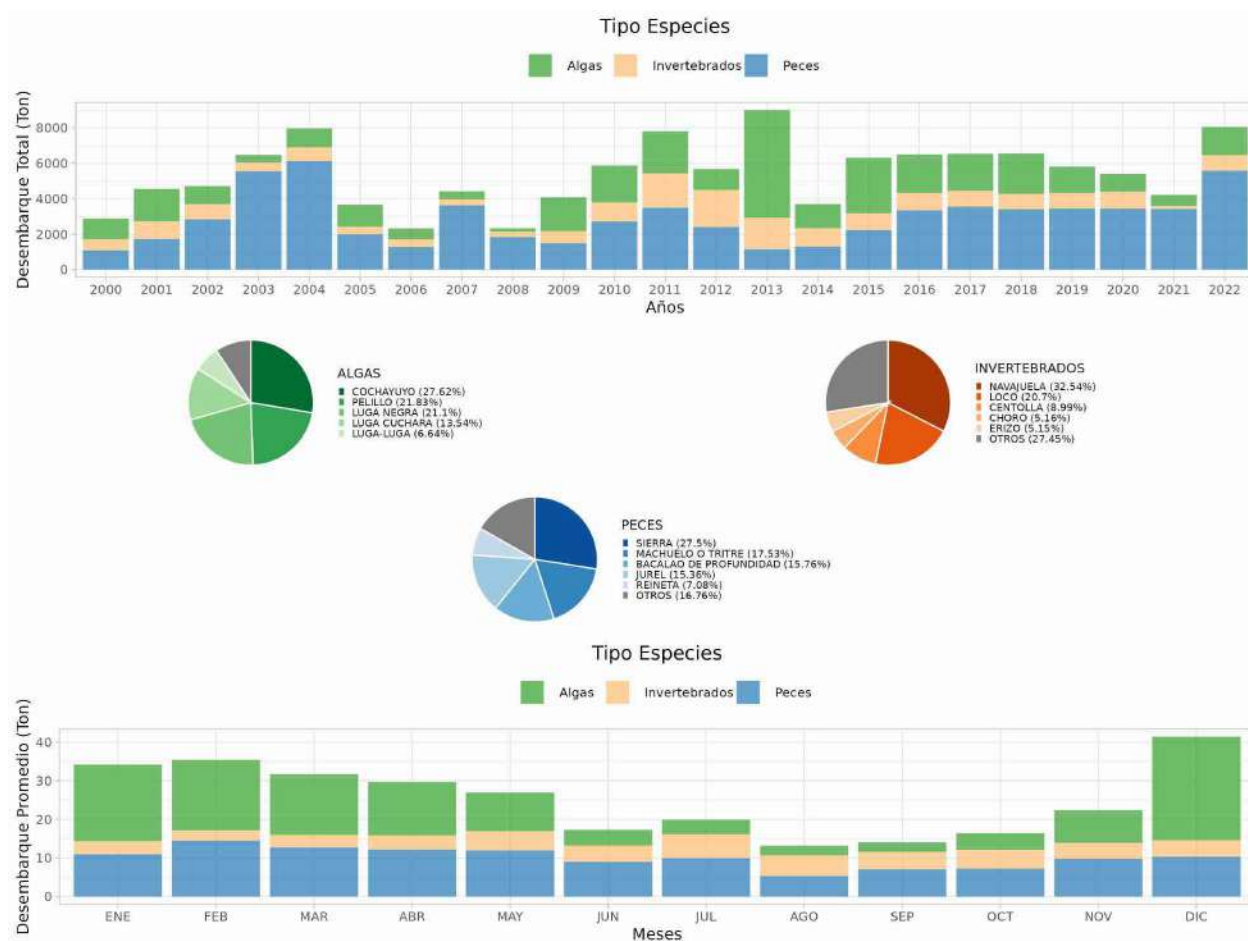 Tipo Especies
Algas Invertebrados Peces
Desembarque Total (Ton)
8000
6000
4000
2000
0
2000 2001 2002 2003 2004 2005 2006 2007 2008 2009 2010 2011 2012 2013 2014 2015 2016 2017 2018 2019 2020 2021 2022
Años
ALGAS
COCHAYUYO (27.62%)
PELILLO (21.83%)
LUGA NEGRA (21.1%)
LUGA CUCHARA (13.54%)
LUGA-LUGA (6.64%)
INVERTEBRADOS
NAVAJUELA (32.54%)
LOCO (20.7%)
CENTOLLA (8.99%)
CHORO (5.16%)
ERIZO (5.15%)
OTROS (27.45%)
PECES
SIERRA (27.5%)
MACHUELO O TRITRE (17.53%)
BACALAO DE PROFUNDIDAD (15.76%)
JUREL (15.36%)
REINETA (7.08%)
OTROS (16.76%)
Tipo Especies
Algas Invertebrados Peces
Desembarque Promedio (Ton)
40
30
20
10
0
ENE FEB MAR ABR MAY JUN JUL AGO SEP OCT NOV DIC
Meses